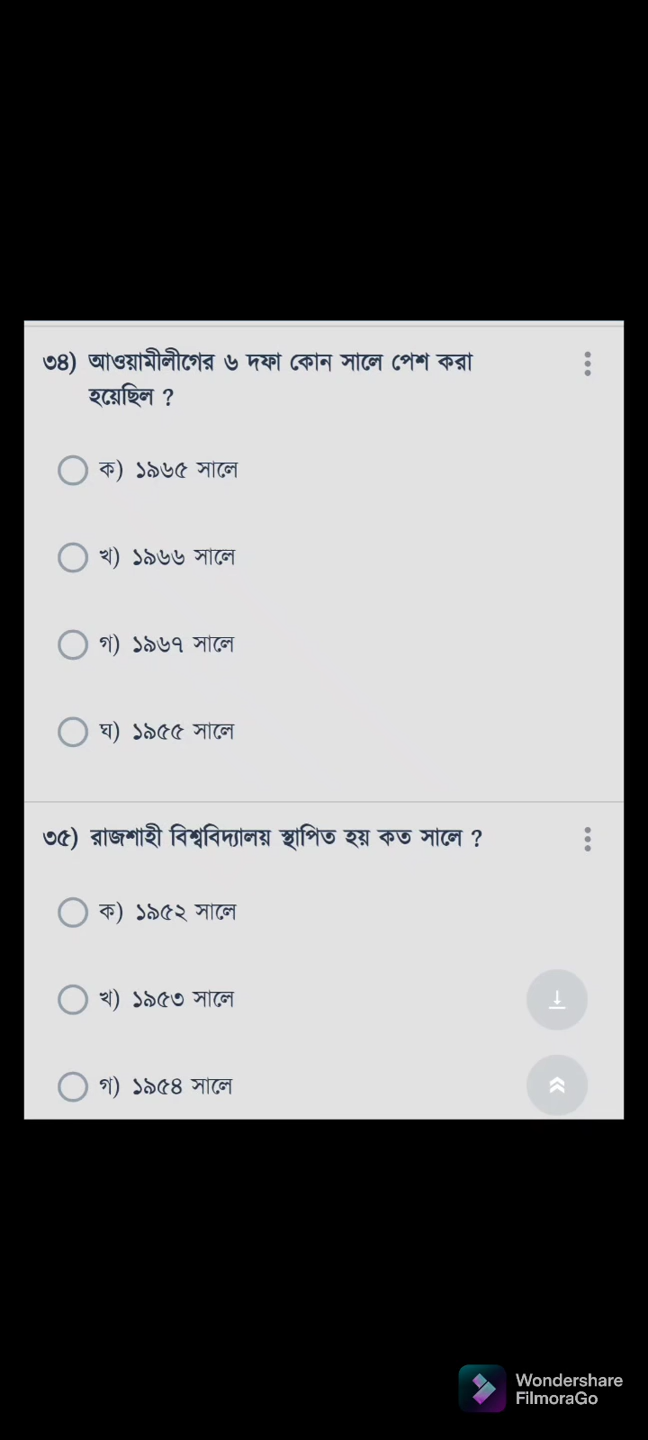 ৩৪) আওয়ামীলীগের ৬ দফা কোন সালে পেশ করা
হয়েছিল ?
ক) ১৯৬৫ সালে
খ) ১৯৬৬ সালে
গ) ১৯৬৭ সালে
ঘ) ১৯৫৫ সালে
৩৫) রাজশাহী বিশ্ববিদ্যালয় স্থাপিত হয় কত সালে ?
ক) ১৯৫২ সালে
খ) ১৯৫৩ সালে
গ) ১৯৫৪ সালে
Wondershare
FilmoraGo